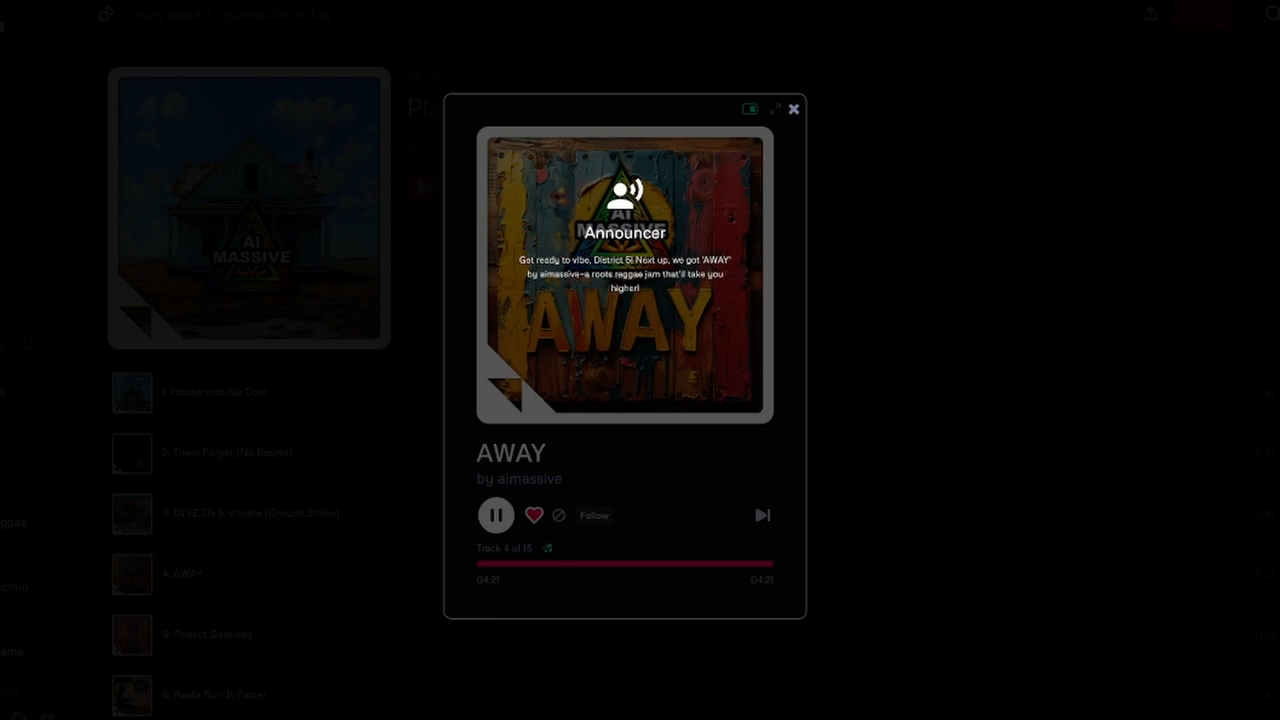 AI
MASSIVE
AI
MASSIVE
Announcer
Get ready to vibe, District 5! Next up, we got 'AWAY'
by aimassive-a roots reggae jam that'll take you
higher!
AWAY
AWAY
by aimassive
Follow
Track 4 of 15
04:21
04:21
1: House with No Door
2: Them Forget (No Regret)
3: DIVE IN & Vibrate (Ground Shake)
4: AWAY
5: Project Gateway
6: Rasta Run It Faster